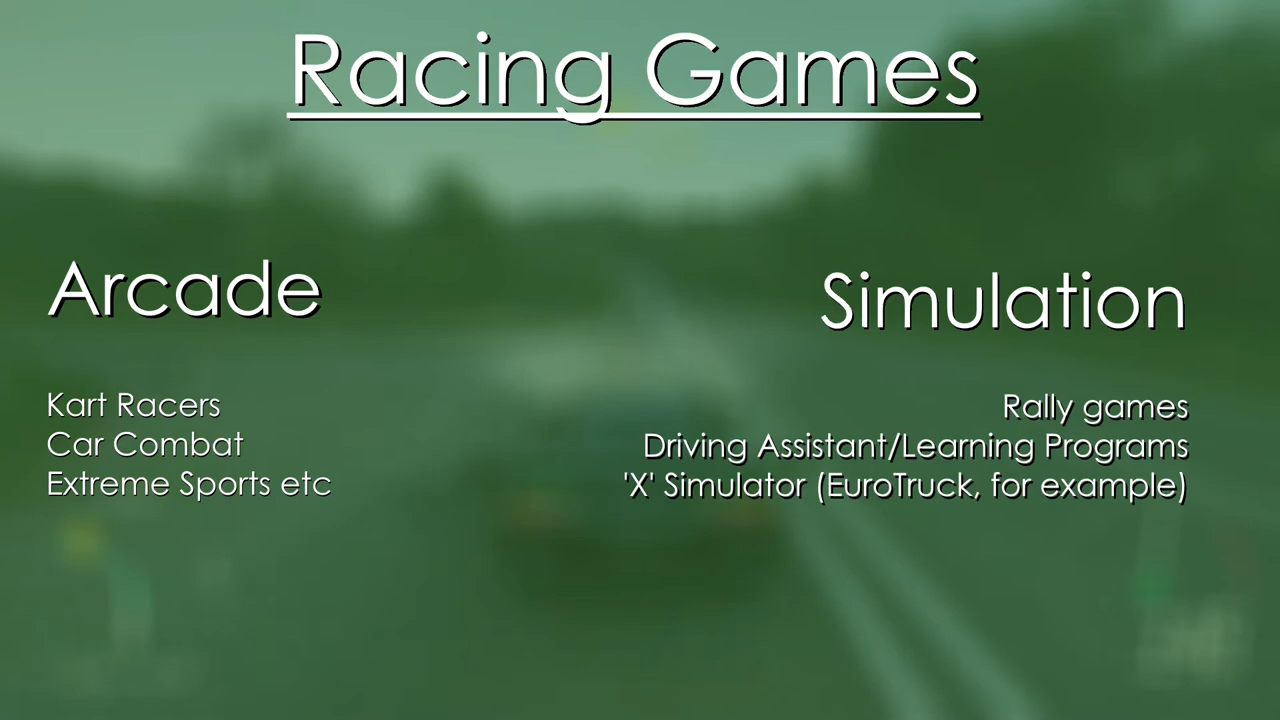 Racing Games
Arcade
Kart Racers
Car Combat
Extreme Sports etc
Simulation
Rally games
Driving Assistant/Learning Programs
'X' Simulator (EuroTruck, for example)